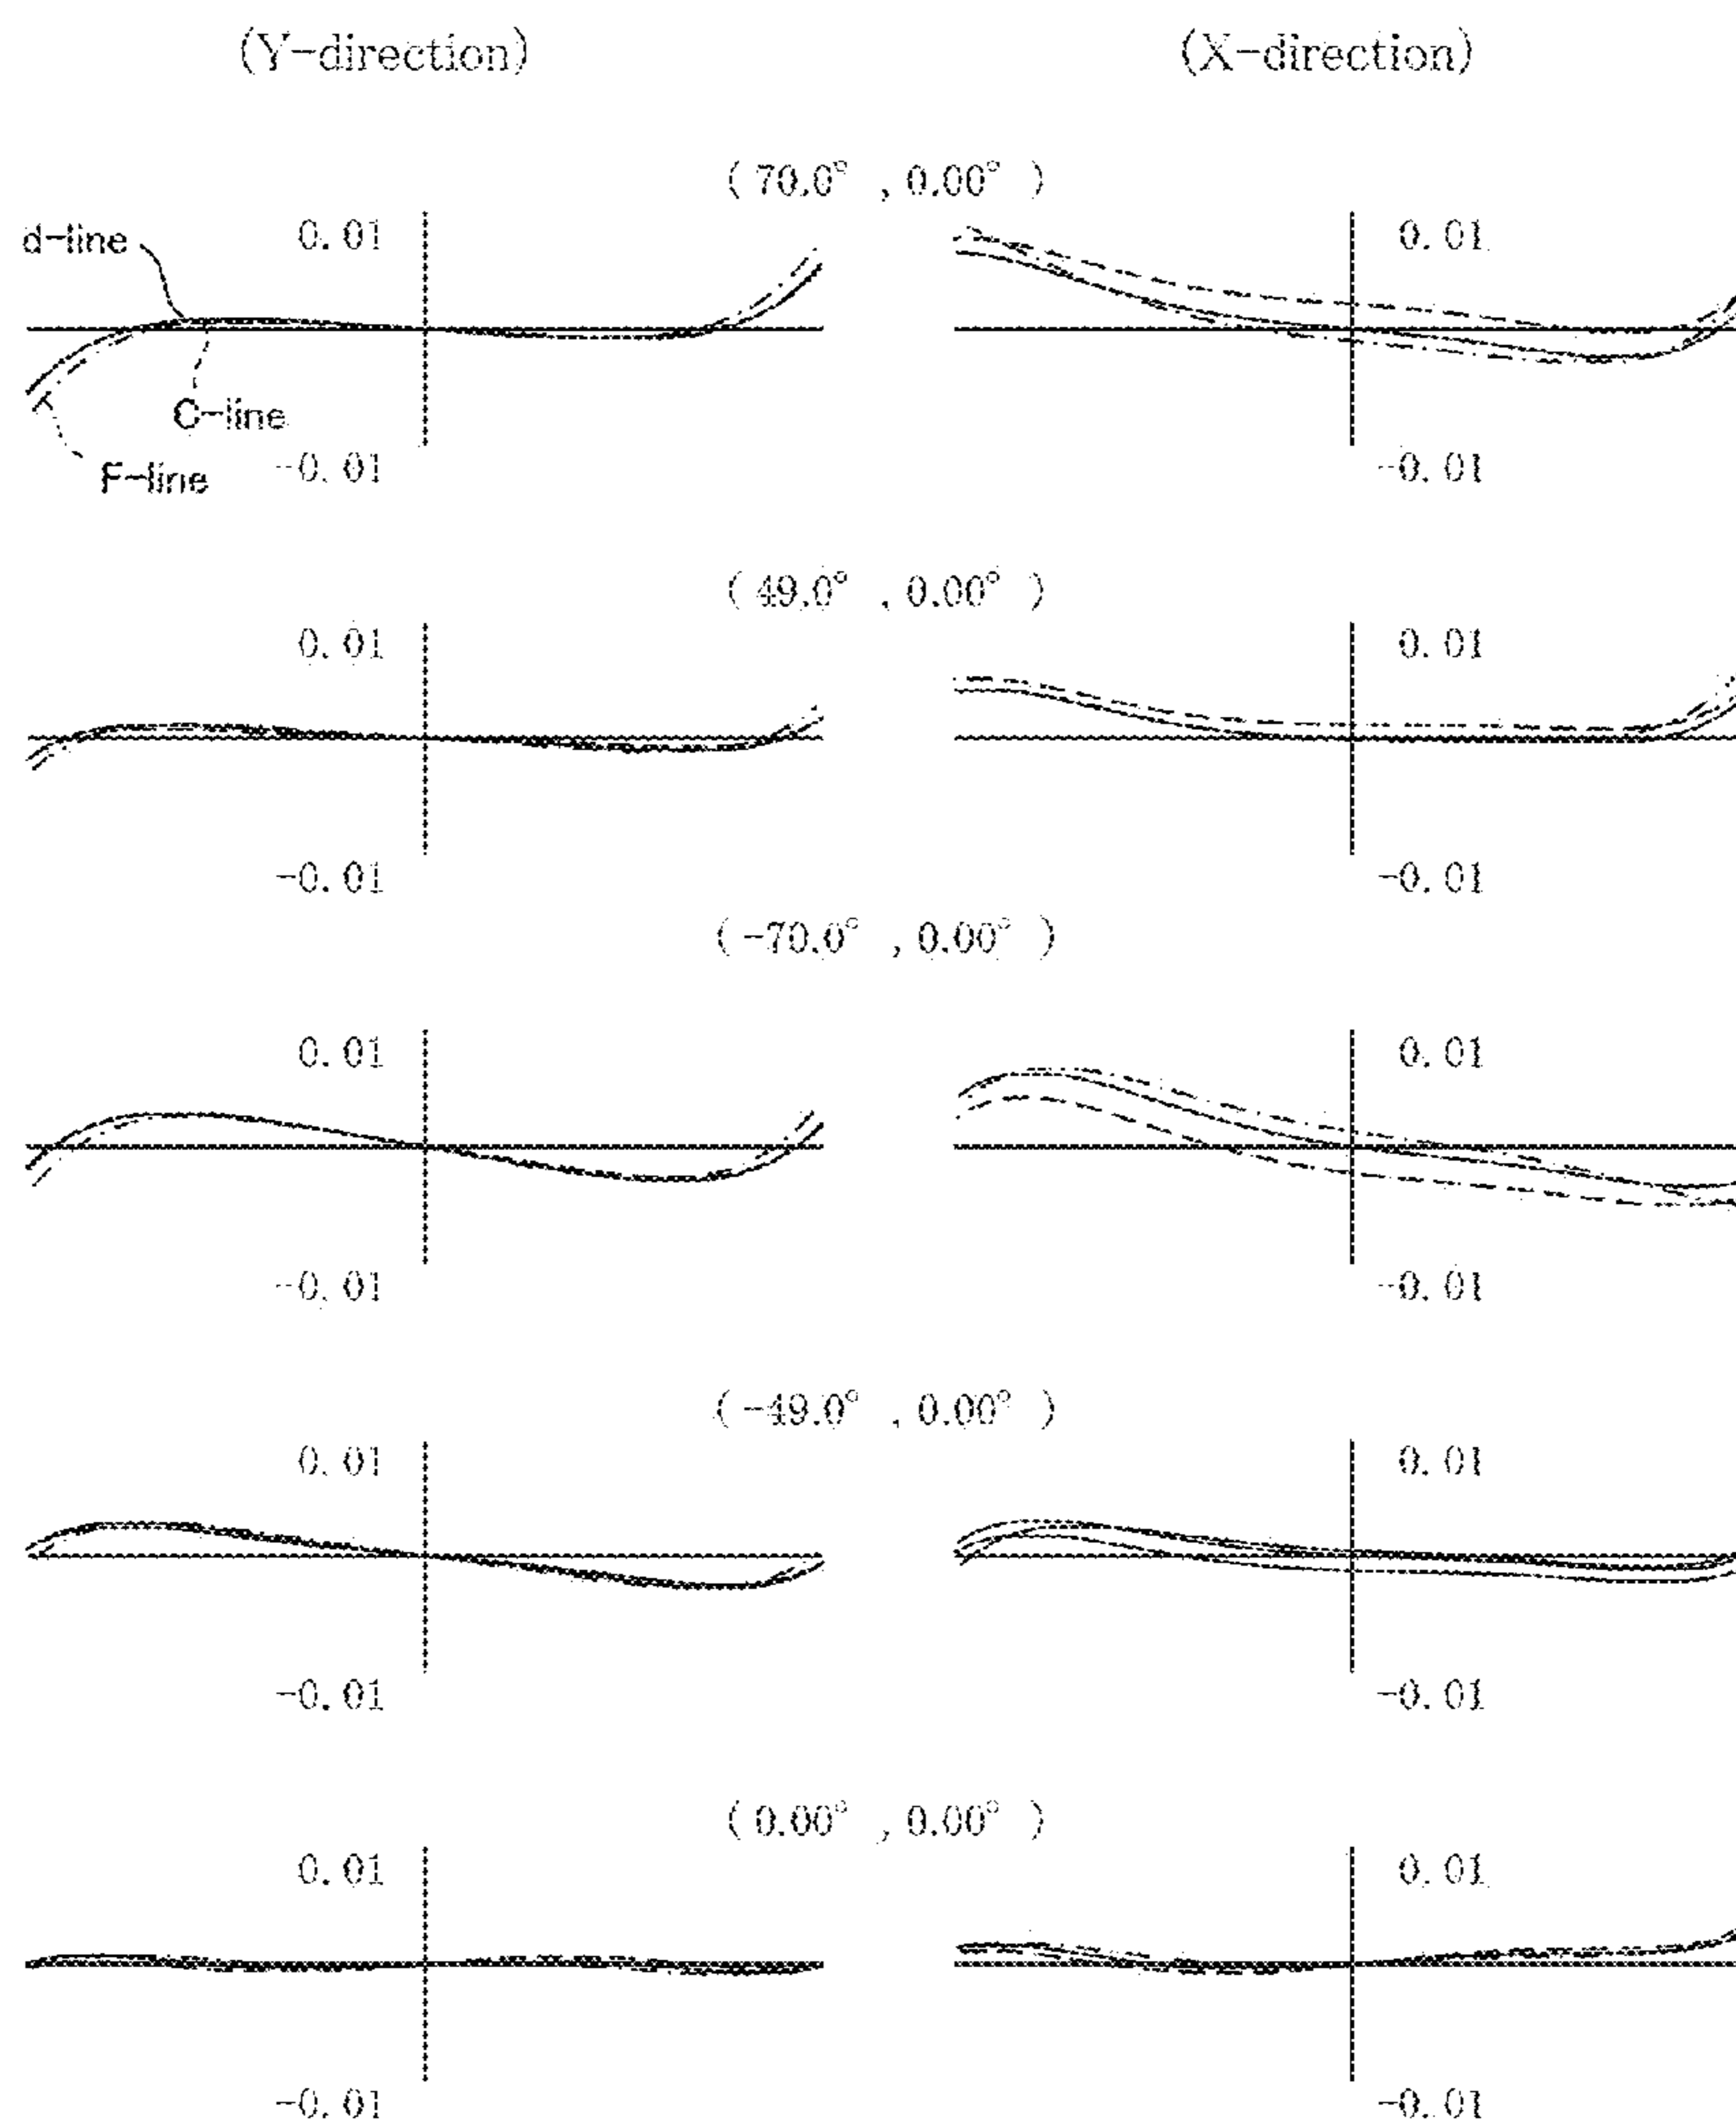 (Y-direction) (X-direction)
( 70.0° , 0.00° )
d-line 0.01 0.01
C-line
F-line -0.01 -0.01
( 49.0° , 0.00° )
0.01 0.01
-0.01 -0.01
( -70.0° , 0.00° )
0.01 0.01
-0.01 -0.01
( -49.0° , 0.00° )
0.01 0.01
-0.01 -0.01
( 0.00° , 0.00° )
0.01 0.01
-0.01 -0.01